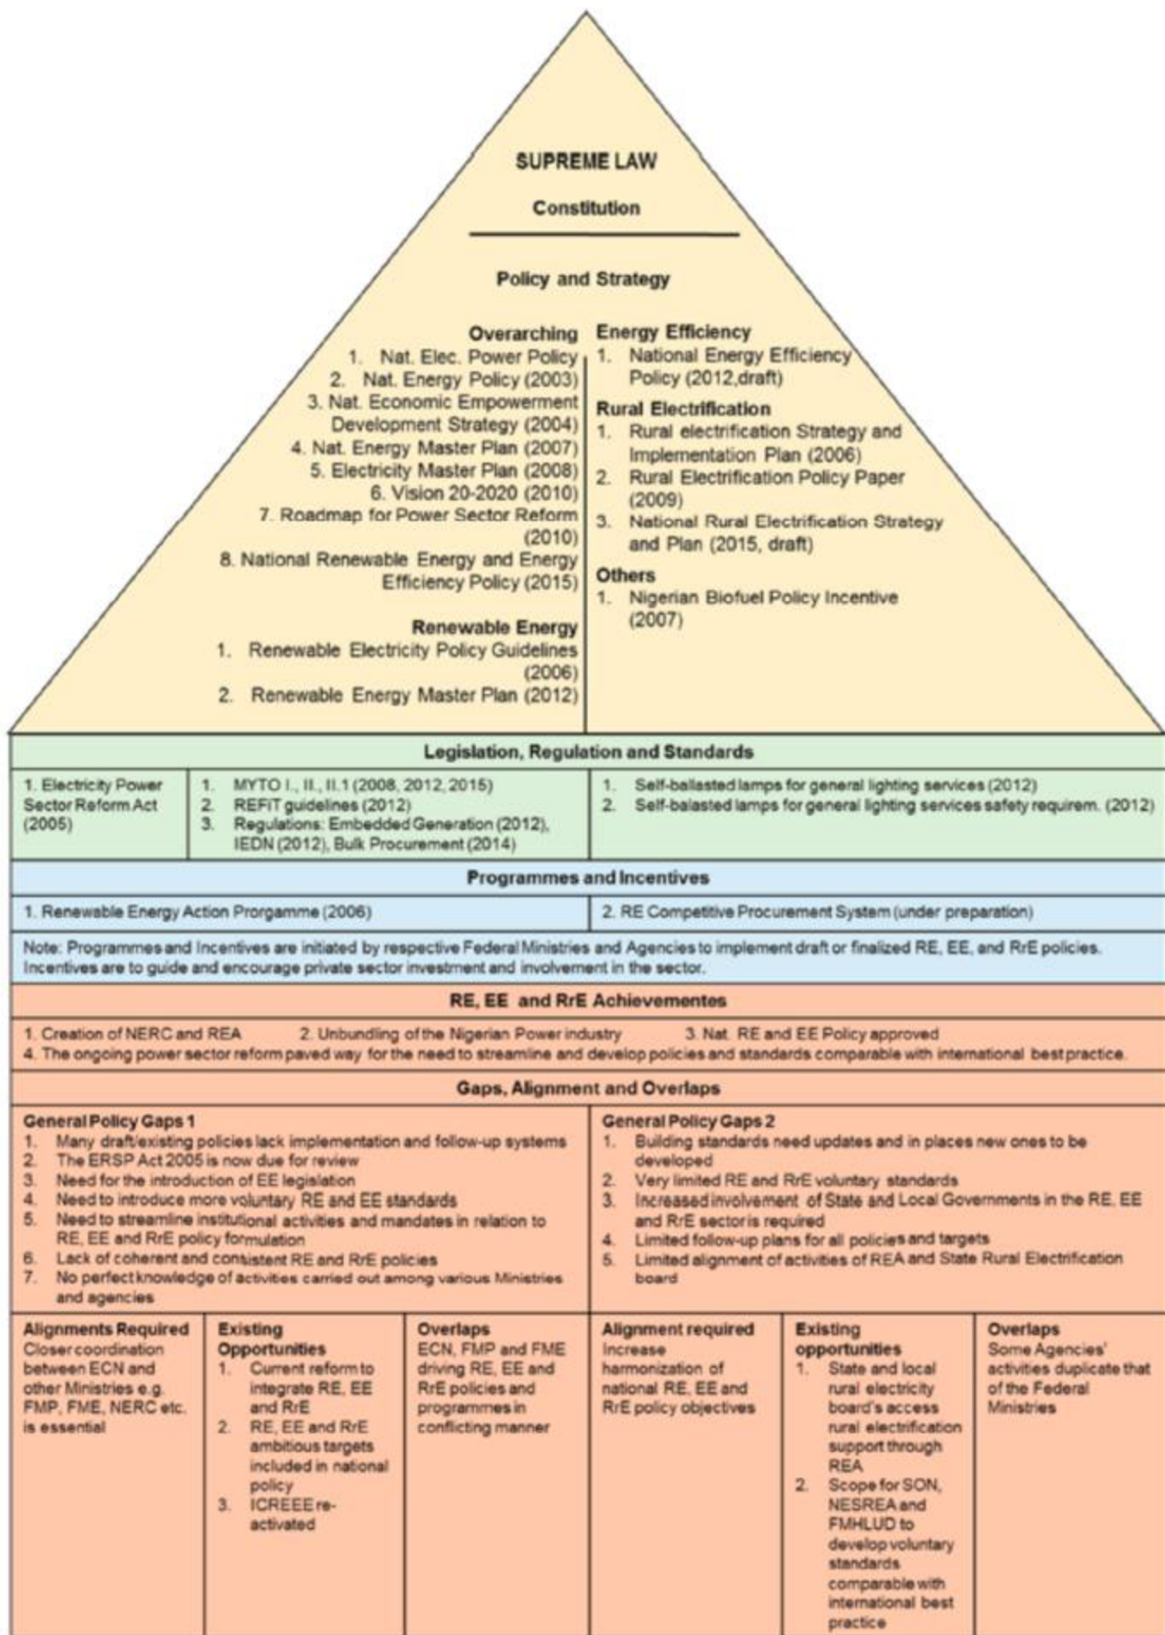 SUPREME LAW
Constitution
Policy and Strategy
Overarching
1. Nat. Elec. Power Policy
2. Nat. Energy Policy (2003)
3. Nat. Economic Empowerment
Development Strategy (2004)
4. Nat. Energy Master Plan (2007)
5. Electricity Master Plan (2008)
6. Vision 20-2020 (2010)
7. Roadmap for Power Sector Reform
(2010)
8. National Renewable Energy and Energy
Efficiency Policy (2015)
Renewable Energy
1. Renewable Electricity Policy Guidelines
(2006)
2. Renewable Energy Master Plan (2012)
Energy Efficiency
1. National Energy Efficiency
Policy (2012,draft)
Rural Electrification
1. Rural electrification Strategy and
Implementation Plan (2006)
2. Rural Electrification Policy Paper
(2009)
3. National Rural Electrification Strategy
and Plan (2015, draft)
Others
1. Nigerian Biofuel Policy Incentive
(2007)
Legislation, Regulation and Standards
1. Electricity Power
Sector Reform Act
(2005)
1. MYTO I., II., II.1 (2008, 2012, 2015)
2. REFiT guidelines (2012)
3. Regulations: Embedded Generation (2012),
IEDN (2012), Bulk Procurement (2014)
1. Self-ballasted lamps for general lighting services (2012)
2. Self-balasted lamps for general lighting services safety requirem. (2012)
Programmes and Incentives
1. Renewable Energy Action Prorgamme (2006)
2. RE Competitive Procurement System (under preparation)
Note: Programmes and Incentives are initiated by respective Federal Ministries and Agencies to implement draft or finalized RE, EE, and RrE policies.
Incentives are to guide and encourage private sector investment and involvement in the sector.
RE, EE and RrE Achievementes
1. Creation of NERC and REA 2. Unbundling of the Nigerian Power industry 3. Nat. RE and EE Policy approved
4. The ongoing power sector reform paved way for the need to streamline and develop policies and standards comparable with international best practice.
Gaps, Alignment and Overlaps
General Policy Gaps 1
1. Many draft/existing policies lack implementation and follow-up systems
2. The ERSP Act 2005 is now due for review
3. Need for the introduction of EE legislation
4. Need to introduce more voluntary RE and EE standards
5. Need to streamline institutional activities and mandates in relation to
RE, EE and RrE policy formulation
6. Lack of coherent and consistent RE and RrE policies
7. No perfect knowledge of activities carried out among various Ministries
and agencies
General Policy Gaps 2
1. Building standards need updates and in places new ones to be
developed
2. Very limited RE and RrE voluntary standards
3. Increased involvement of State and Local Governments in the RE, EE
and RrE sector is required
4. Limited follow-up plans for all policies and targets
5. Limited alignment of activities of REA and State Rural Electrification
board
Alignments Required
Closer coordination
between ECN and
other Ministries e.g.
FMP, FME, NERC etc.
is essential
Existing
Opportunities
1. Current reform to
integrate RE, EE
and RrE
2. RE, EE and RrE
ambitious targets
included in national
policy
3. ICREEE re-
activated
Overlaps
ECN, FMP and FME
driving RE, EE and
RrE policies and
programmes in
conflicting manner
Alignment required
Increase
harmonization of
national RE, EE and
RrE policy objectives
Existing
opportunities
1. State and local
rural electricity
board's access
rural electrification
support through
REA
2. Scope for SON,
NESREA and
FMHLUD to
develop voluntary
standards
comparable with
international best
practice
Overlaps
Some Agencies'
activities duplicate that
of the Federal
Ministries